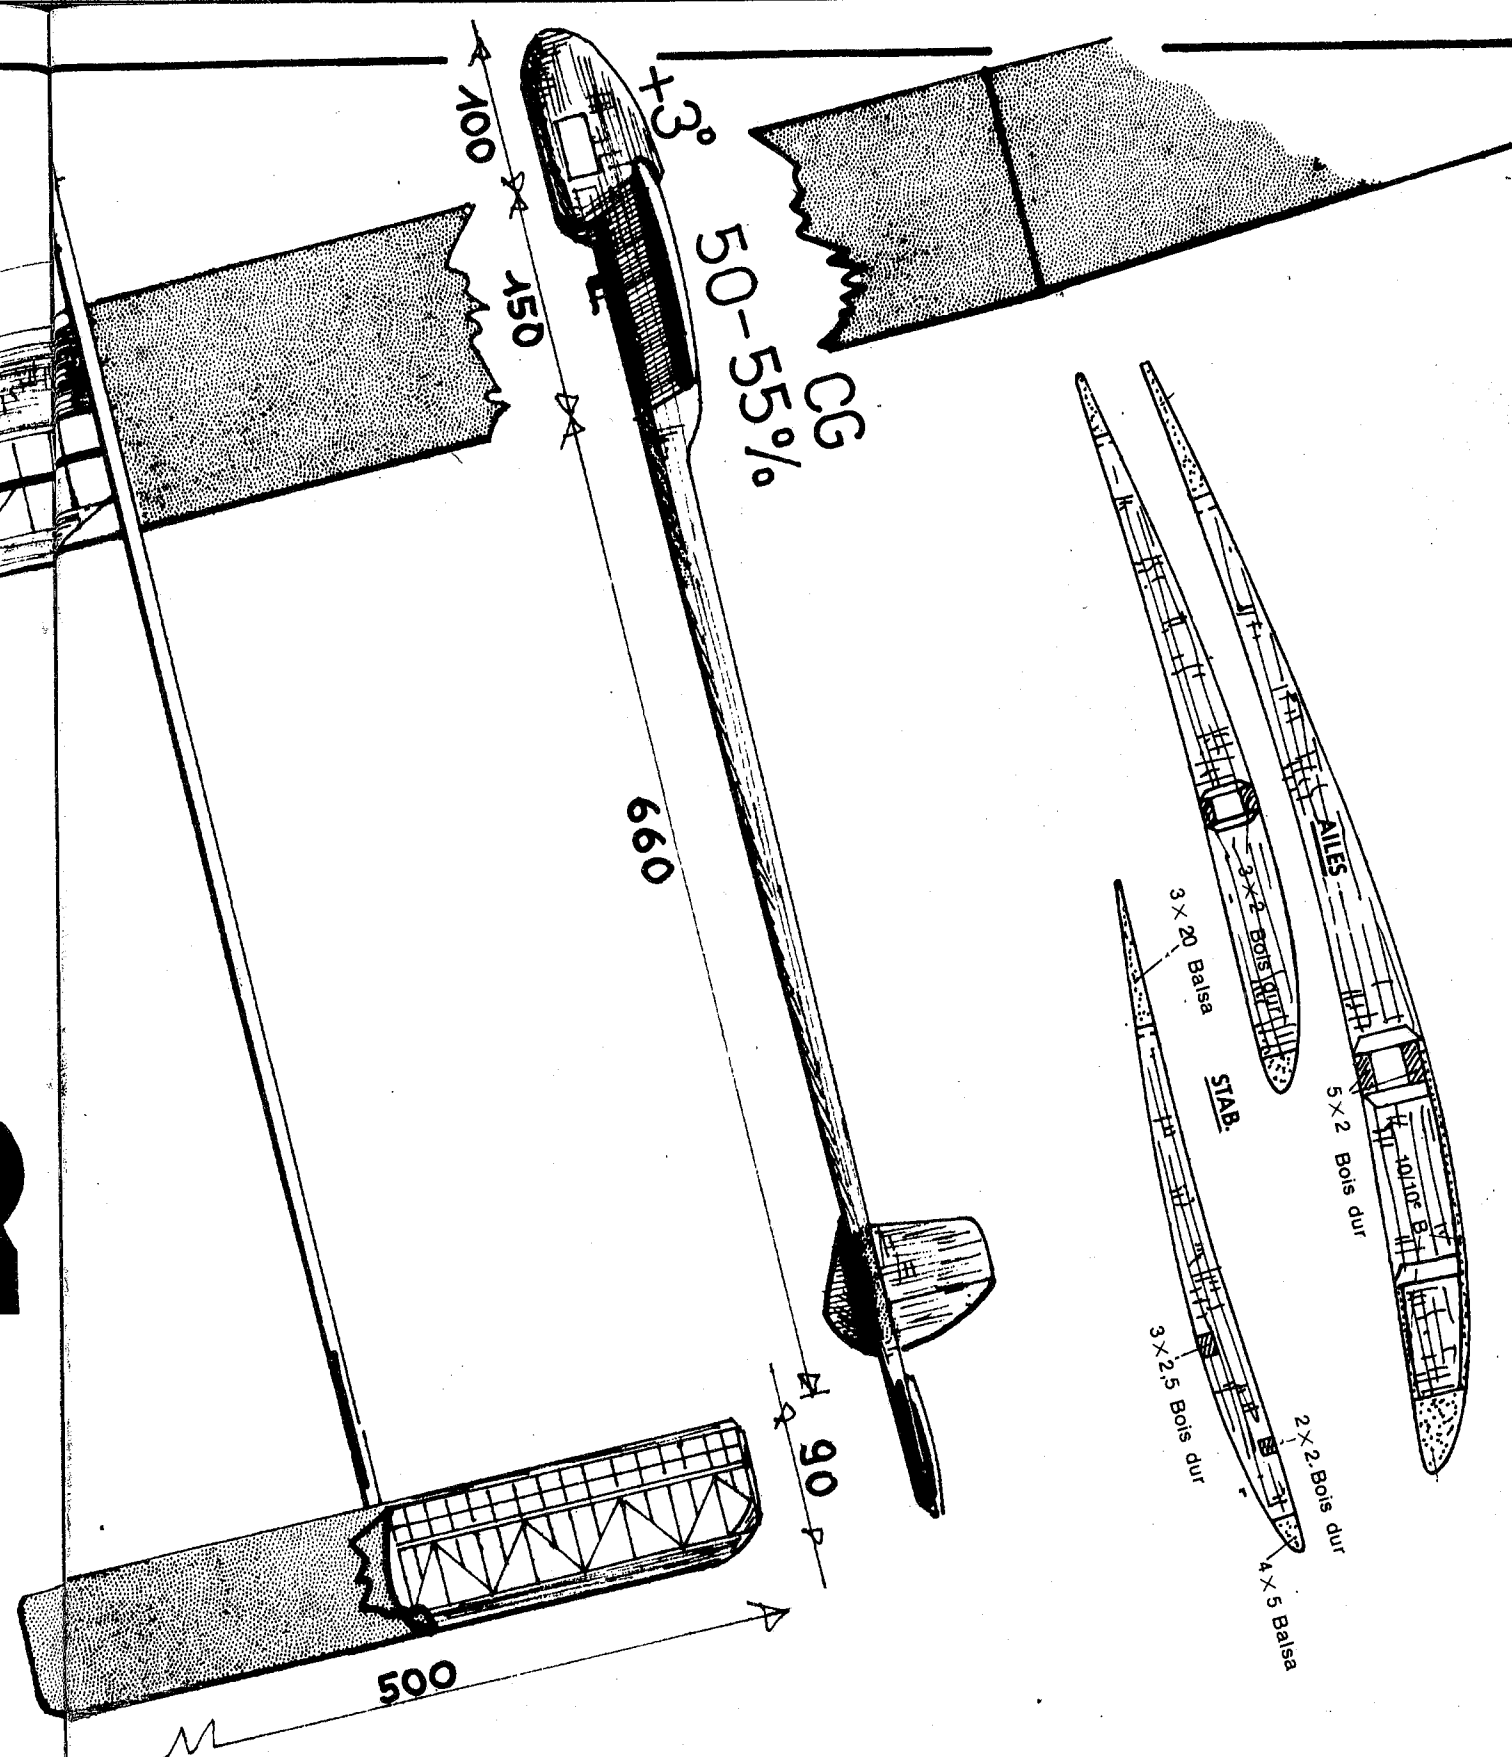 100
+3°
150
50-55%
CG
660
AILES
3×2 Bois dur
3×20 Balsa
STAB.
5×2 Bois dur
10/10e B
3×2,5 Bois dur
2×2 Bois dur
4×5 Balsa
90
500